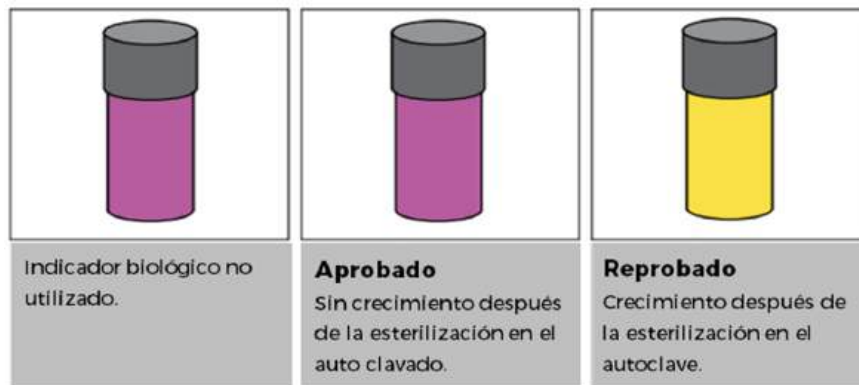 Indicador biológico no
utilizado.
Aprobado
Sin crecimiento después
de la esterilización en el
auto clavado.
Reprobado
Crecimiento después de
la esterilización en el
autoclave.